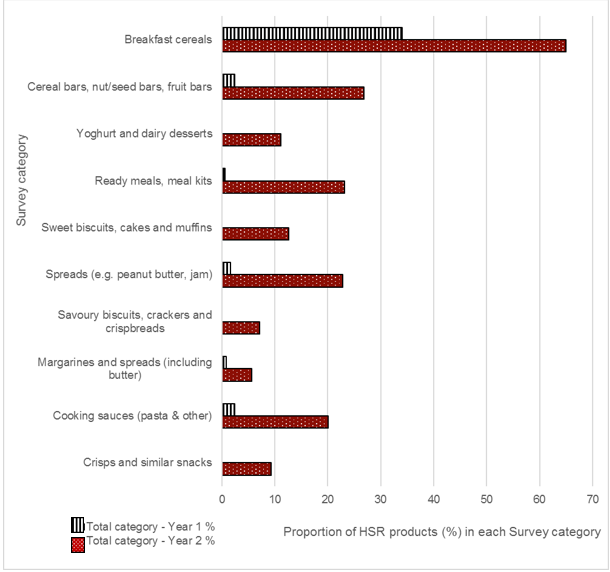 Survey category
Breakfast cereals
Cereal bars, nut/seed bars, fruit bars
Yoghurt and dairy desserts
Ready meals, meal kits
Sweet biscuits, cakes and muffins
Spreads (e.g. peanut butter, jam)
Savoury biscuits, crackers and
crispbreads
Margarines and spreads (including
butter)
Cooking sauces (pasta & other)
Crisps and similar snacks
0 10 20 30 40 50 60 70
Total category - Year 1 %
Total category - Year 2 %
Proportion of HSR products (%) in each Survey category